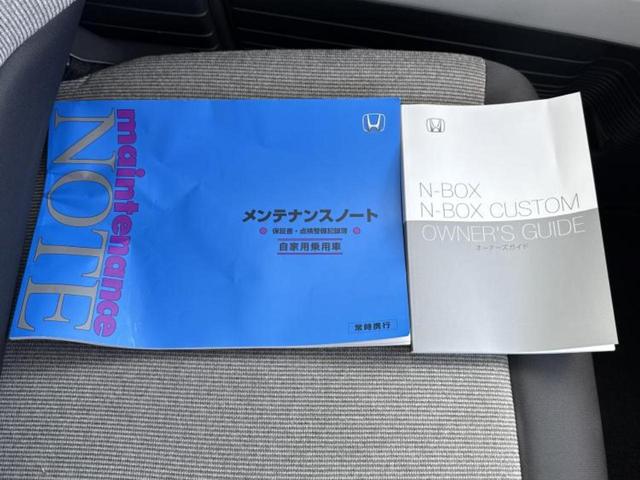 maintenance
NOTE
メンテナンスノート
保証書・点検整備記録簿
自家用乗用車
常時携行
N-BOX
N-BOX CUSTOM
OWNER'S GUIDE
オーナーズガイド